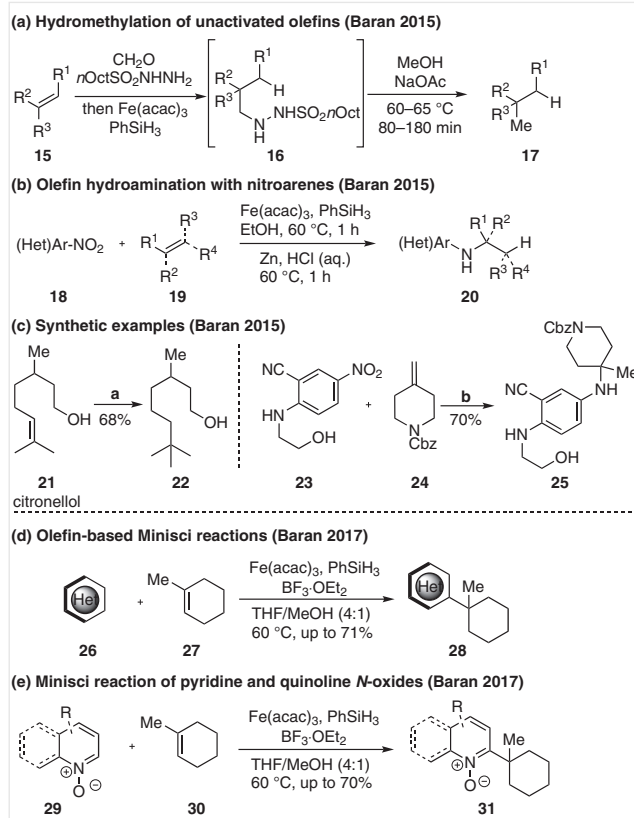 (a) Hydromethylation of unactivated olefins (Baran 2015)
R¹
R²
R³
15
CH₂O
nOctSO₂NHNH₂
then Fe(acac)₃
PhSiH₃
R¹
R²
R³
H
N
H
NHSO₂nOct
16
MeOH
NaOAc
60–65 °C
80–180 min
R¹
R²
R³
H
Me
17
(b) Olefin hydroamination with nitroarenes (Baran 2015)
(Het)Ar-NO₂
18
+
R³
R¹
R⁴
R²
19
Fe(acac)₃, PhSiH₃
EtOH, 60 °C, 1 h
Zn, HCl (aq.)
60 °C, 1 h
R¹ R²
(Het)Ar
N
H
H
R³ R⁴
20
(c) Synthetic examples (Baran 2015)
Me
OH
21
citronellol
a
68%
Me
OH
22
NC
NO₂
HN
OH
23
+
N
Cbz
24
b
70%
CbzN
Me
NH
NC
HN
OH
25
(d) Olefin-based Minisci reactions (Baran 2017)
Het
26
+
Me
27
Fe(acac)₃, PhSiH₃
BF₃·OEt₂
THF/MeOH (4:1)
60 °C, up to 71%
Het
Me
28
(e) Minisci reaction of pyridine and quinoline N-oxides (Baran 2017)
R
N
⊕
O ⊖
29
+
Me
30
Fe(acac)₃, PhSiH₃
BF₃·OEt₂
THF/MeOH (4:1)
60 °C, up to 70%
R
Me
N
⊕
O ⊖
31